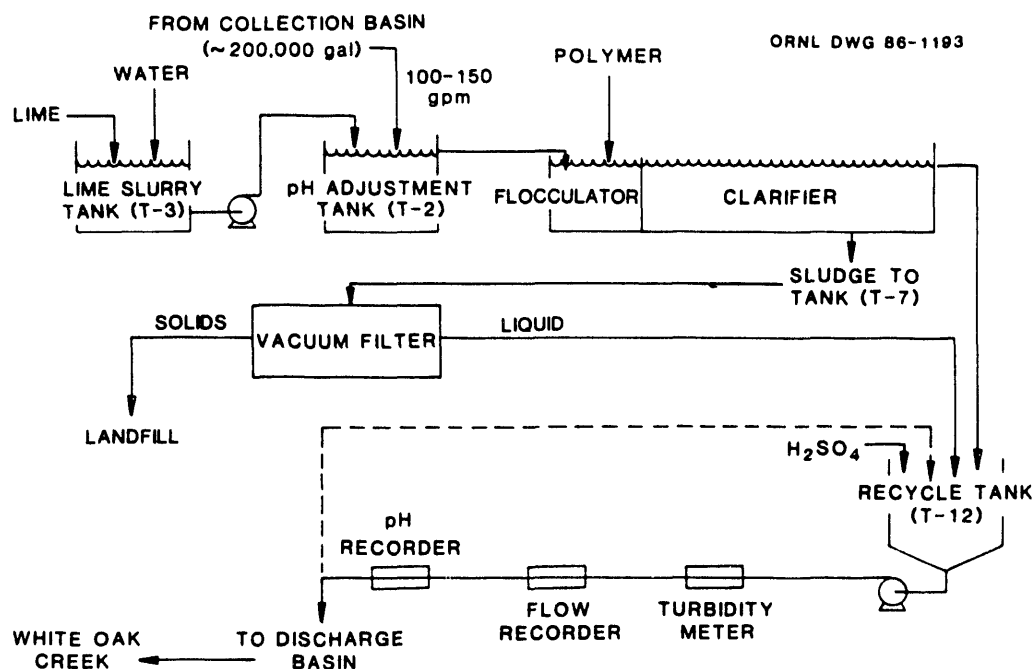 FROM COLLECTION BASIN
(~200,000 gal)
ORNL DWG 86-1193
POLYMER
100-150
gpm
WATER
LIME
LIME SLURRY
TANK (T-3)
pH ADJUSTMENT
TANK (T-2)
FLOCCULATOR
CLARIFIER
SLUDGE TO
TANK (T-7)
SOLIDS
VACUUM FILTER
LIQUID
LANDFILL
H₂SO₄
RECYCLE TANK
(T-12)
pH
RECORDER
FLOW
RECORDER
TURBIDITY
METER
TO DISCHARGE
BASIN
WHITE OAK
CREEK